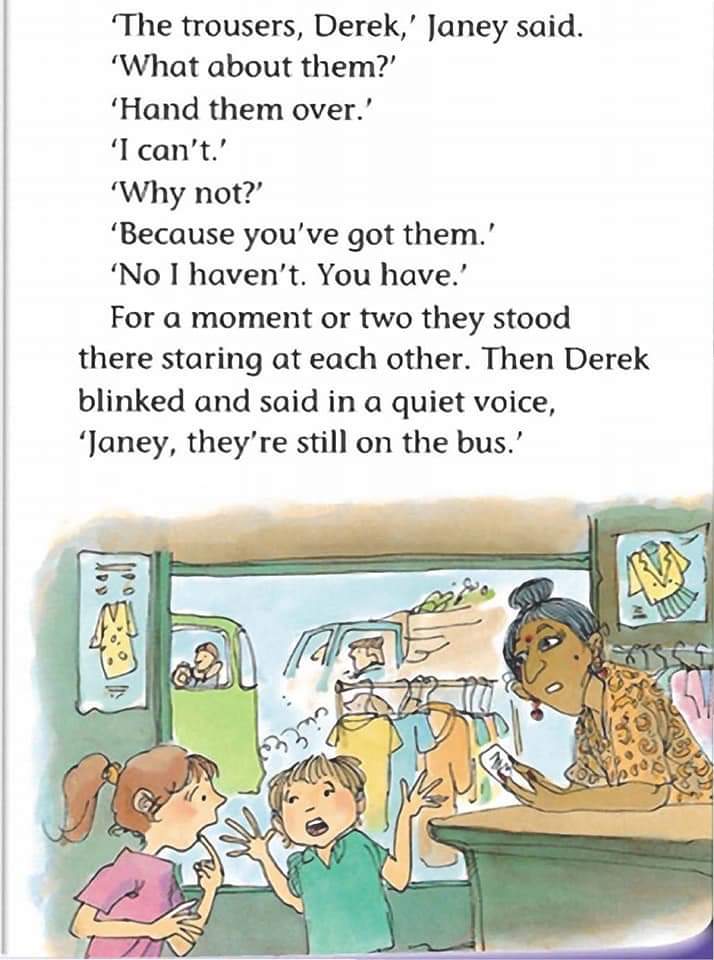 ‘The trousers, Derek,’ Janey said.
‘What about them?’
‘Hand them over.’
‘I can’t.’
‘Why not?’
‘Because you’ve got them.’
‘No I haven’t. You have.’
For a moment or two they stood
there staring at each other. Then Derek
blinked and said in a quiet voice,
‘Janey, they’re still on the bus.’